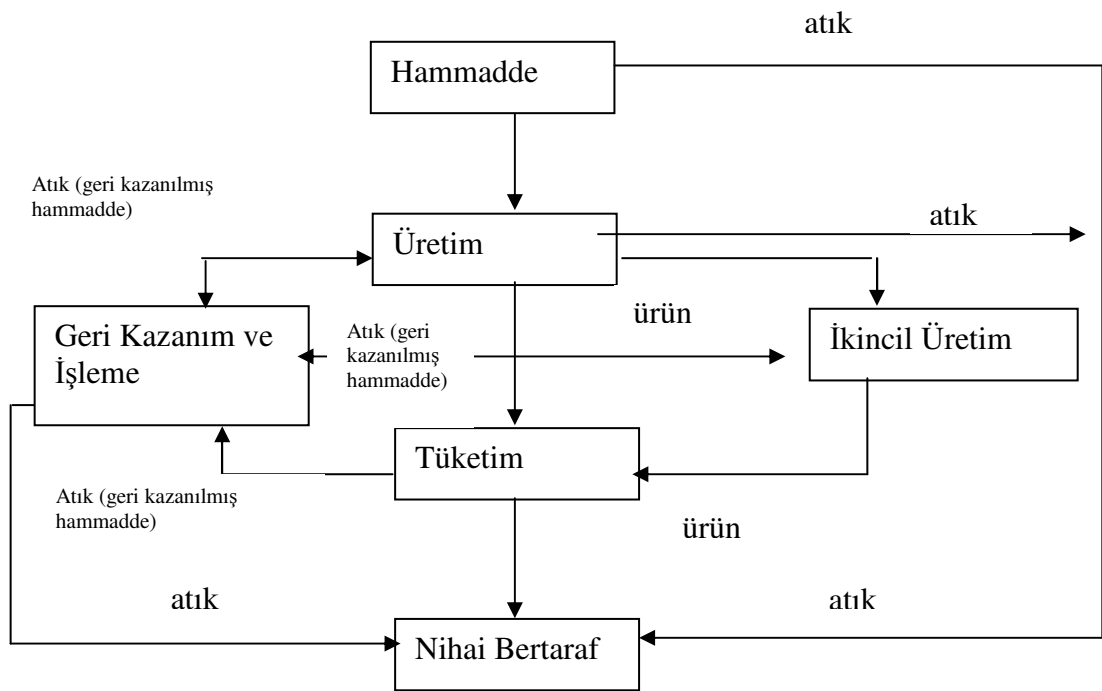 atık
Hammadde
Atık (geri kazanılmış
hammadde)
Üretim
atık
ürün
Geri Kazanım ve
İşleme
Atık (geri
kazanılmış
hammadde)
İkincil Üretim
Tüketim
Atık (geri kazanılmış
hammadde)
ürün
atık
atık
Nihai Bertaraf